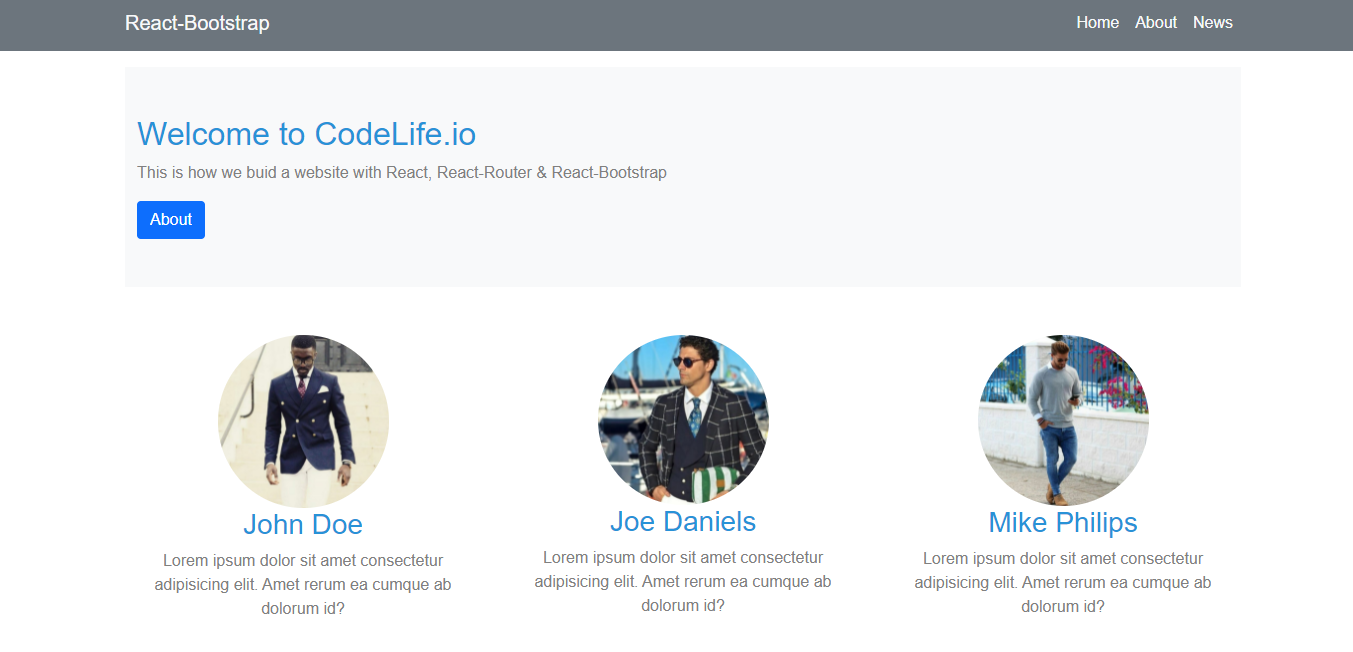 React-Bootstrap
Home About News
Welcome to CodeLife.io
This is how we buid a website with React, React-Router & React-Bootstrap
About
John Doe
Lorem ipsum dolor sit amet consectetur
adipisicing elit. Amet rerum ea cumque ab
dolorum id?
Joe Daniels
Lorem ipsum dolor sit amet consectetur
adipisicing elit. Amet rerum ea cumque ab
dolorum id?
Mike Philips
Lorem ipsum dolor sit amet consectetur
adipisicing elit. Amet rerum ea cumque ab
dolorum id?